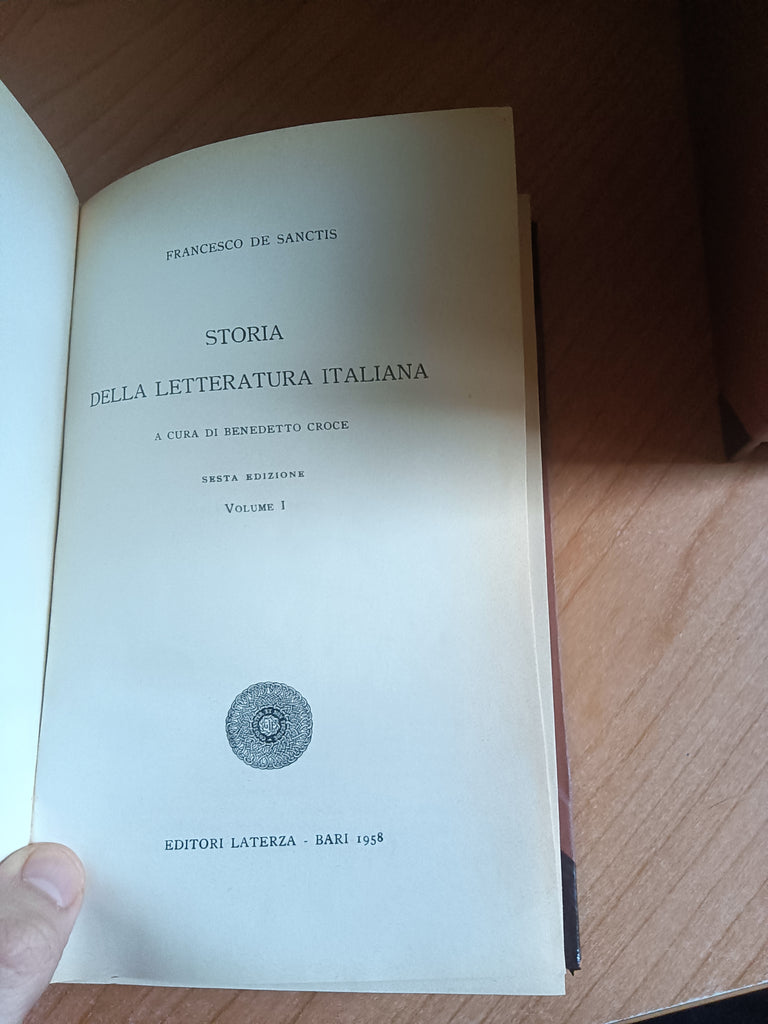 FRANCESCO DE SANCTIS
STORIA
DELLA LETTERATURA ITALIANA
A CURA DI BENEDETTO CROCE
SESTA EDIZIONE
VOLUME I
EDITORI LATERZA - BARI 1958